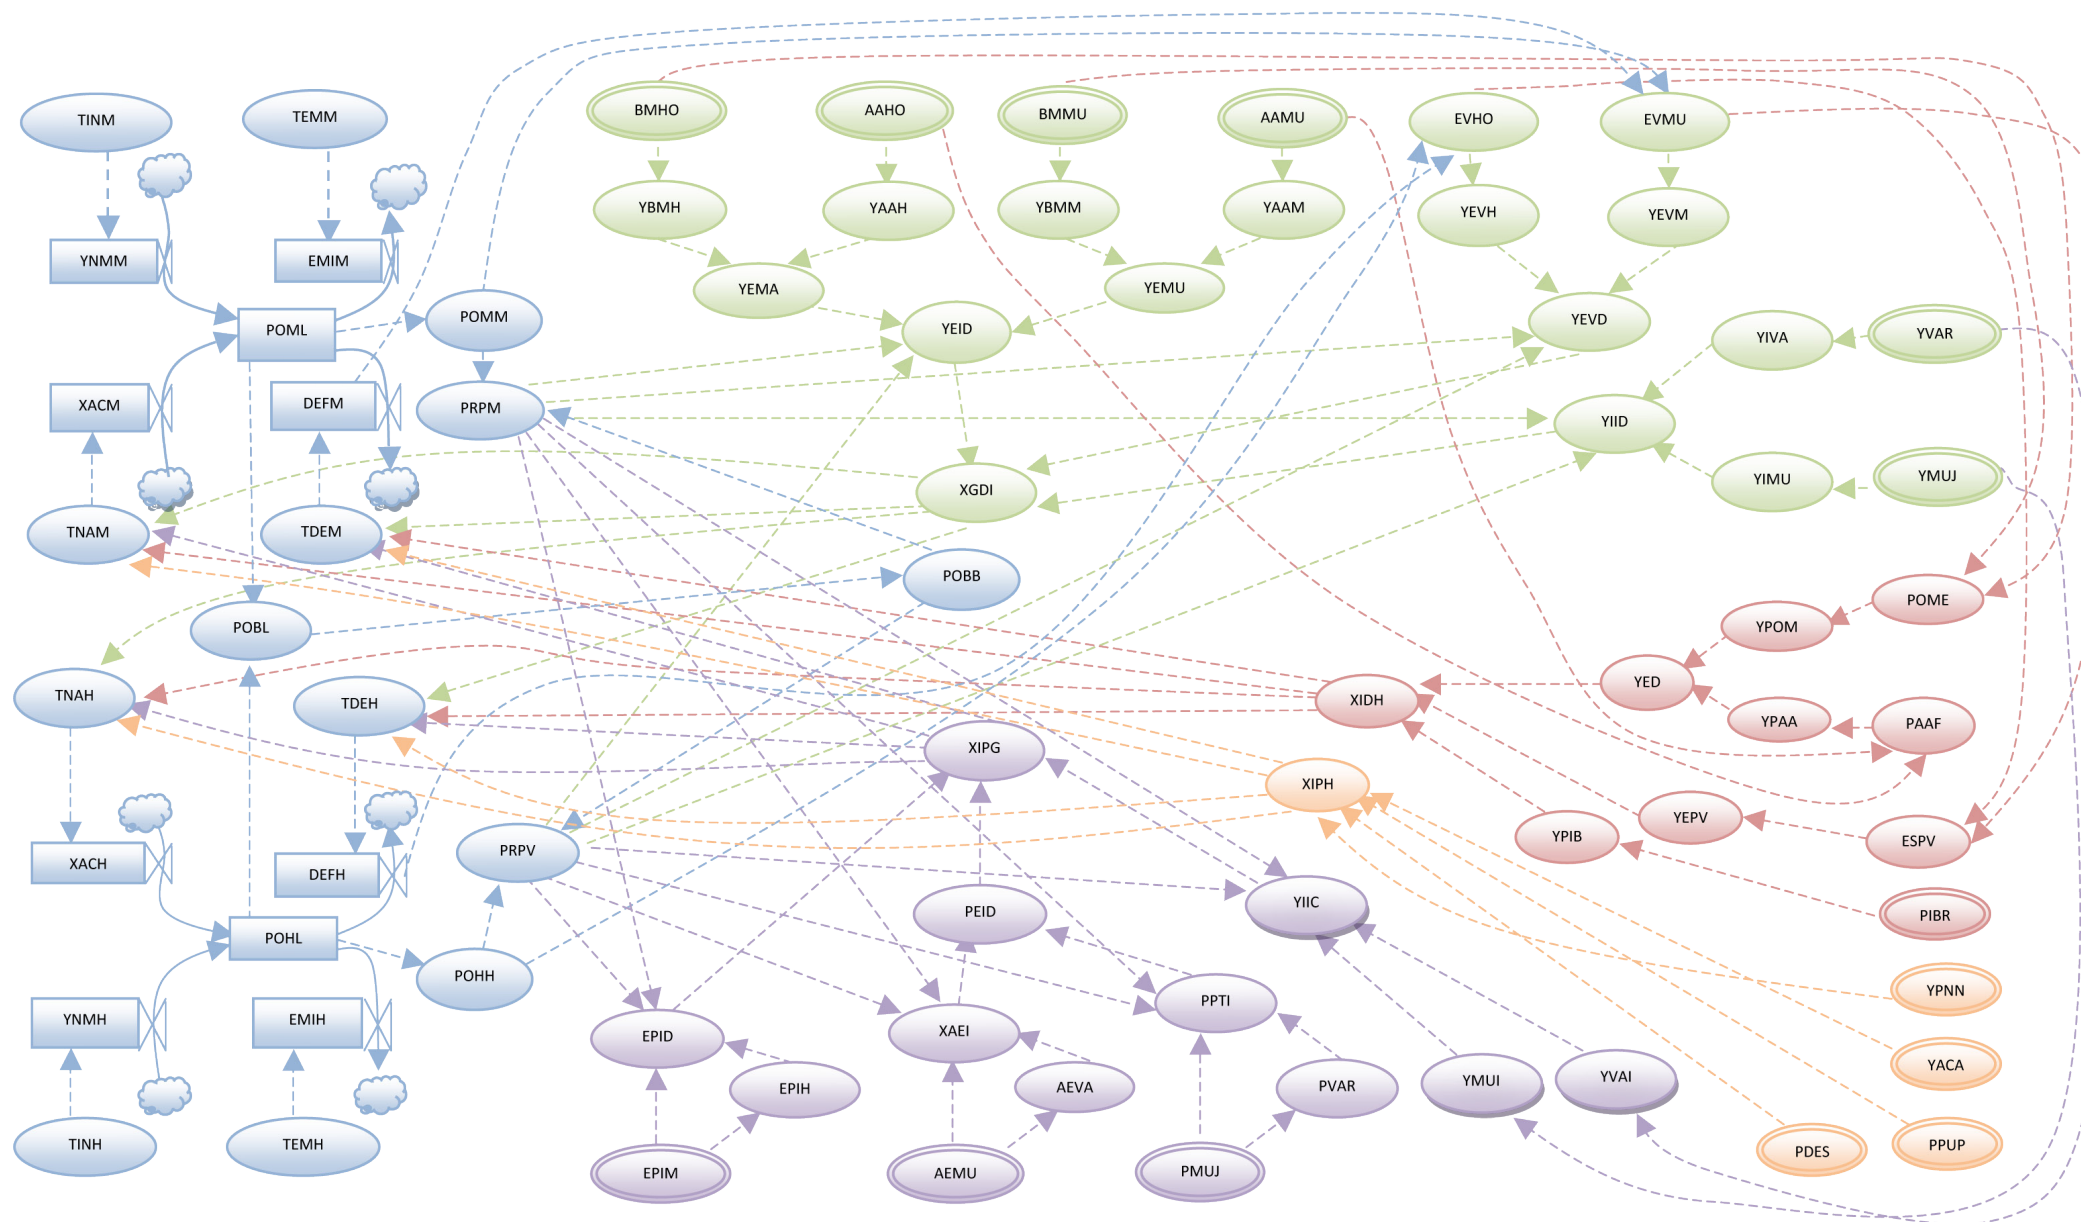 TINM
TEMM
BMHO
AAHO
BMMU
AAMU
EVHO
EVMU
YBMH
YAAH
YBMM
YAAM
YEVH
YEVM
YNMM
EMIM
YEMA
YEMU
POML
POMM
YEID
YEVD
YIVA
YVAR
XACM
DEFM
PRPM
YIID
XGDI
YIMU
YMUJ
TNAM
TDEM
POBB
POME
POBL
YPOM
TNAH
TDEH
XIDH
YED
YPAA
PAAF
XIPG
XIPH
XACH
DEFH
PRPV
YPIB
YEPV
ESPV
PEID
YIIC
PIBR
POHL
POHH
YPNN
YNMH
EMIH
EPID
XAEI
PPTI
YACA
EPIH
AEVA
PVAR
YMUI
YVAI
TINH
TEMH
EPIM
AEMU
PMUJ
PDES
PPUP